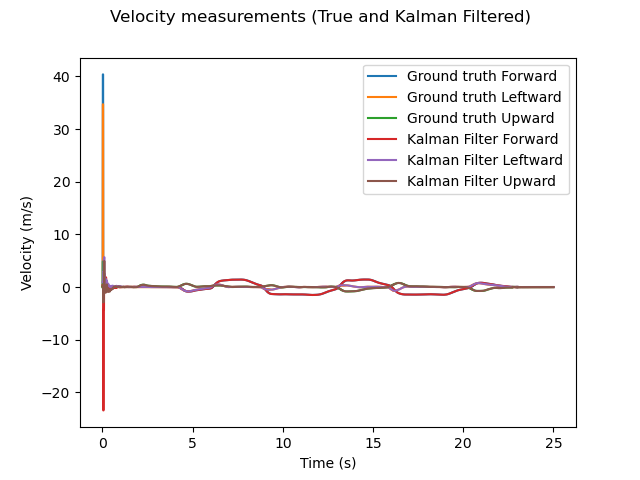 Velocity measurements (True and Kalman Filtered)
Ground truth Forward
Ground truth Leftward
Ground truth Upward
Kalman Filter Forward
Kalman Filter Leftward
Kalman Filter Upward
Velocity (m/s)
40
30
20
10
0
−10
−20
0 5 10 15 20 25
Time (s)